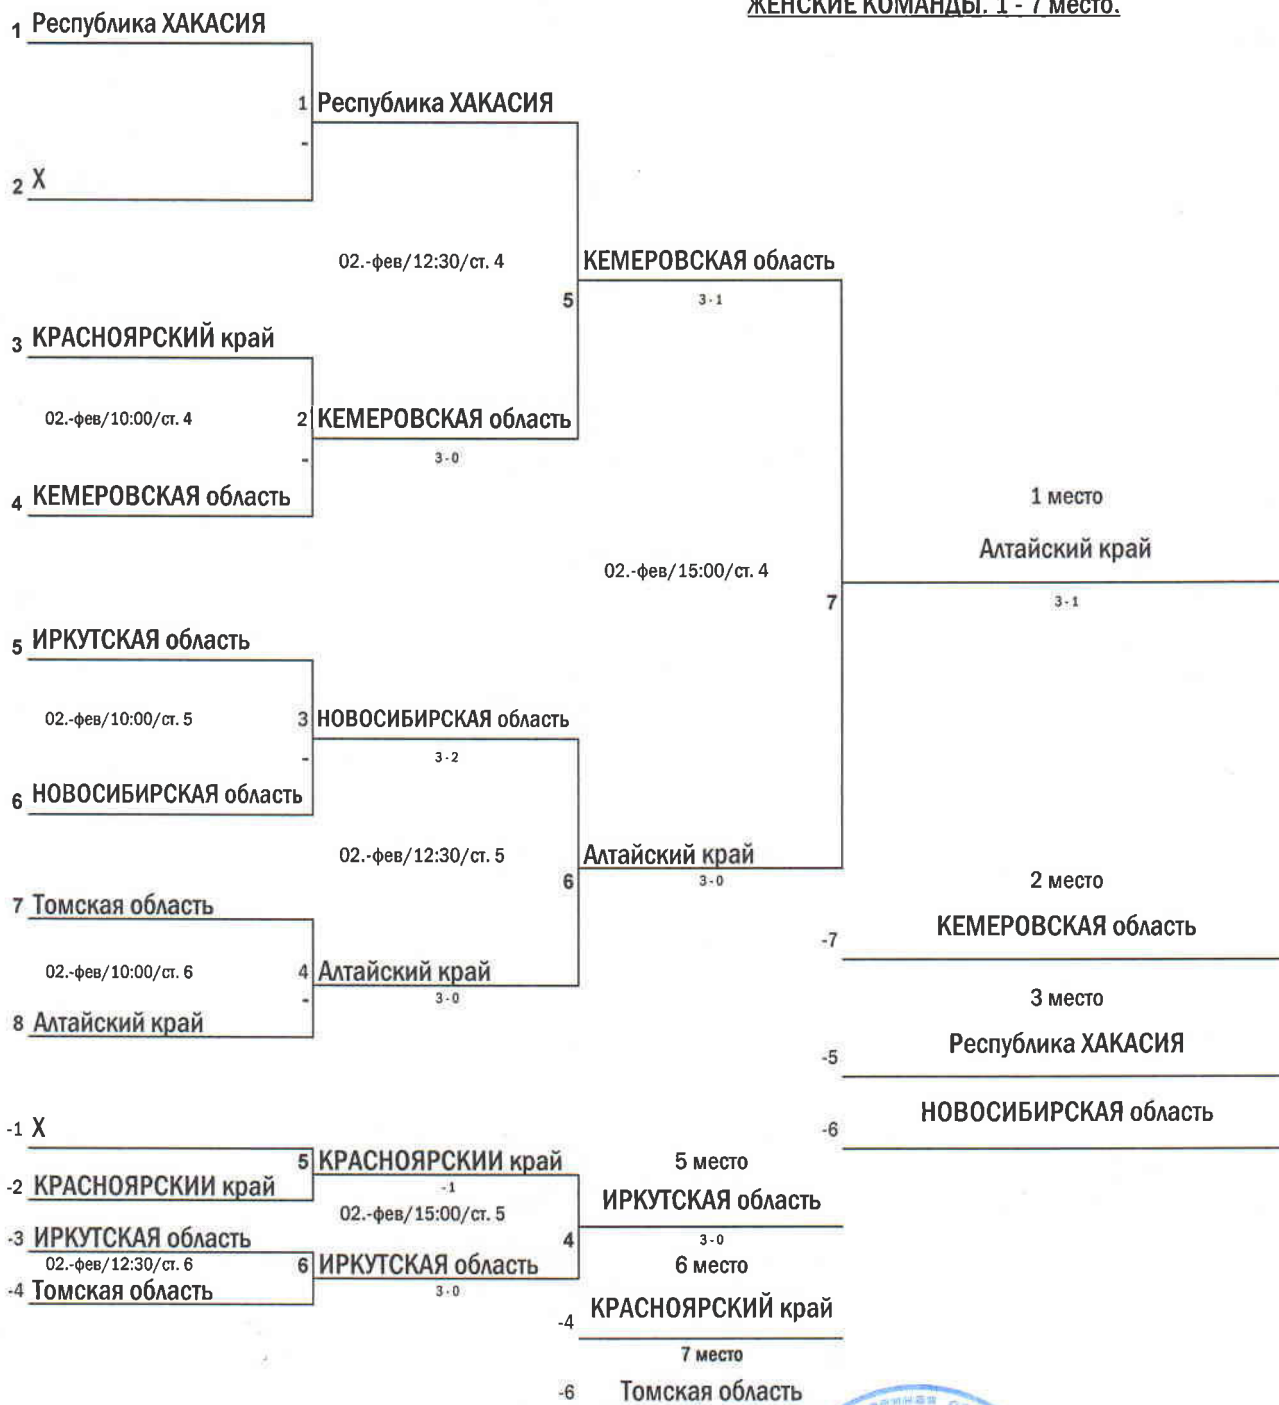 ЖЕНСКИЕ КОМАНДЫ. 1 - 7 место.
1 Республика ХАКАСИЯ
1 Республика ХАКАСИЯ
-
2 X
02.-фев/12:30/ст. 4
КЕМЕРОВСКАЯ область
5
3-1
3 КРАСНОЯРСКИЙ край
02.-фев/10:00/ст. 4
2 КЕМЕРОВСКАЯ область
-
3-0
4 КЕМЕРОВСКАЯ область
1 место
Алтайский край
02.-фев/15:00/ст. 4
7
3-1
5 ИРКУТСКАЯ область
02.-фев/10:00/ст. 5
3 НОВОСИБИРСКАЯ область
-
3-2
6 НОВОСИБИРСКАЯ область
02.-фев/12:30/ст. 5
Алтайский край
6
3-0
2 место
7 Томская область
КЕМЕРОВСКАЯ область
-7
02.-фев/10:00/ст. 6
4 Алтайский край
-
3-0
3 место
8 Алтайский край
Республика ХАКАСИЯ
-5
НОВОСИБИРСКАЯ область
-6
-1 X
5 КРАСНОЯРСКИИ край
5 место
-2 КРАСНОЯРСКИИ край
-1
ИРКУТСКАЯ область
02.-фев/15:00/ст. 5
-3 ИРКУТСКАЯ область
4
3-0
02.-фев/12:30/ст. 6
6 ИРКУТСКАЯ область
6 место
-4 Томская область
3-0
КРАСНОЯРСКИЙ край
-4
7 место
-6 Томская область